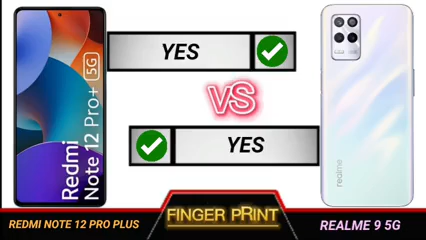 YES
VS
YES
Redmi
Note 12 Pro+ 5G
realme
FINGER PRINT
REDMI NOTE 12 PRO PLUS
REALME 9 5G